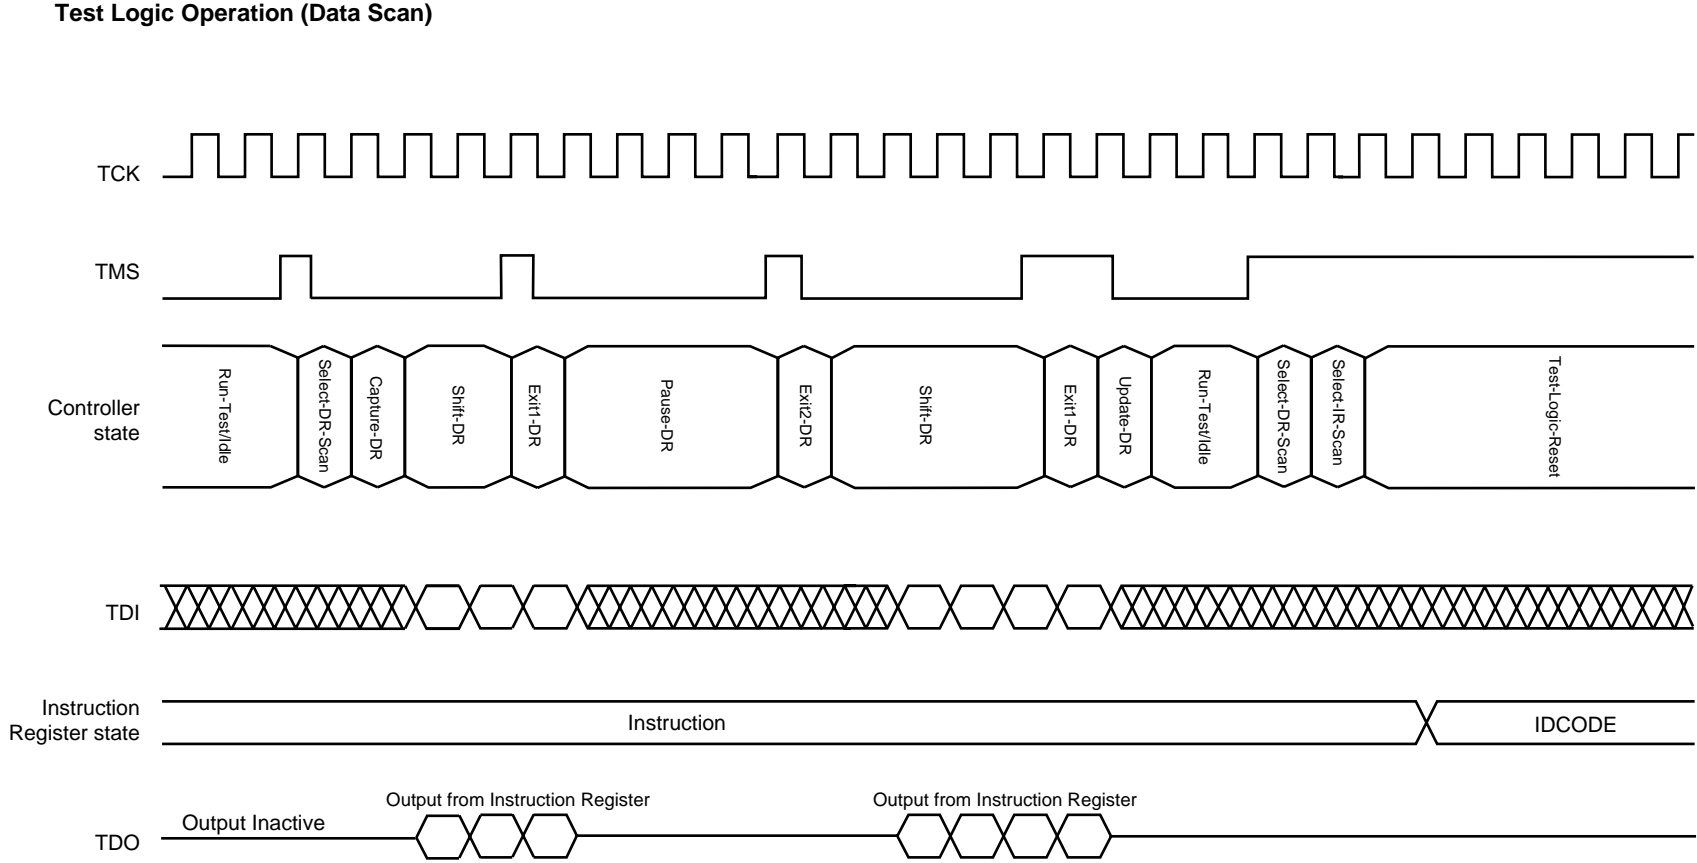 Test Logic Operation (Data Scan)
TCK
TMS
Controller
state
Run-Test/Idle
Select-DR-Scan
Capture-DR
Shift-DR
Exit1-DR
Pause-DR
Exit2-DR
Shift-DR
Exit1-DR
Update-DR
Run-Test/Idle
Select-DR-Scan
Select-IR-Scan
Test-Logic-Reset
TDI
Instruction
Register state
Instruction
IDCODE
TDO
Output Inactive
Output from Instruction Register
Output from Instruction Register